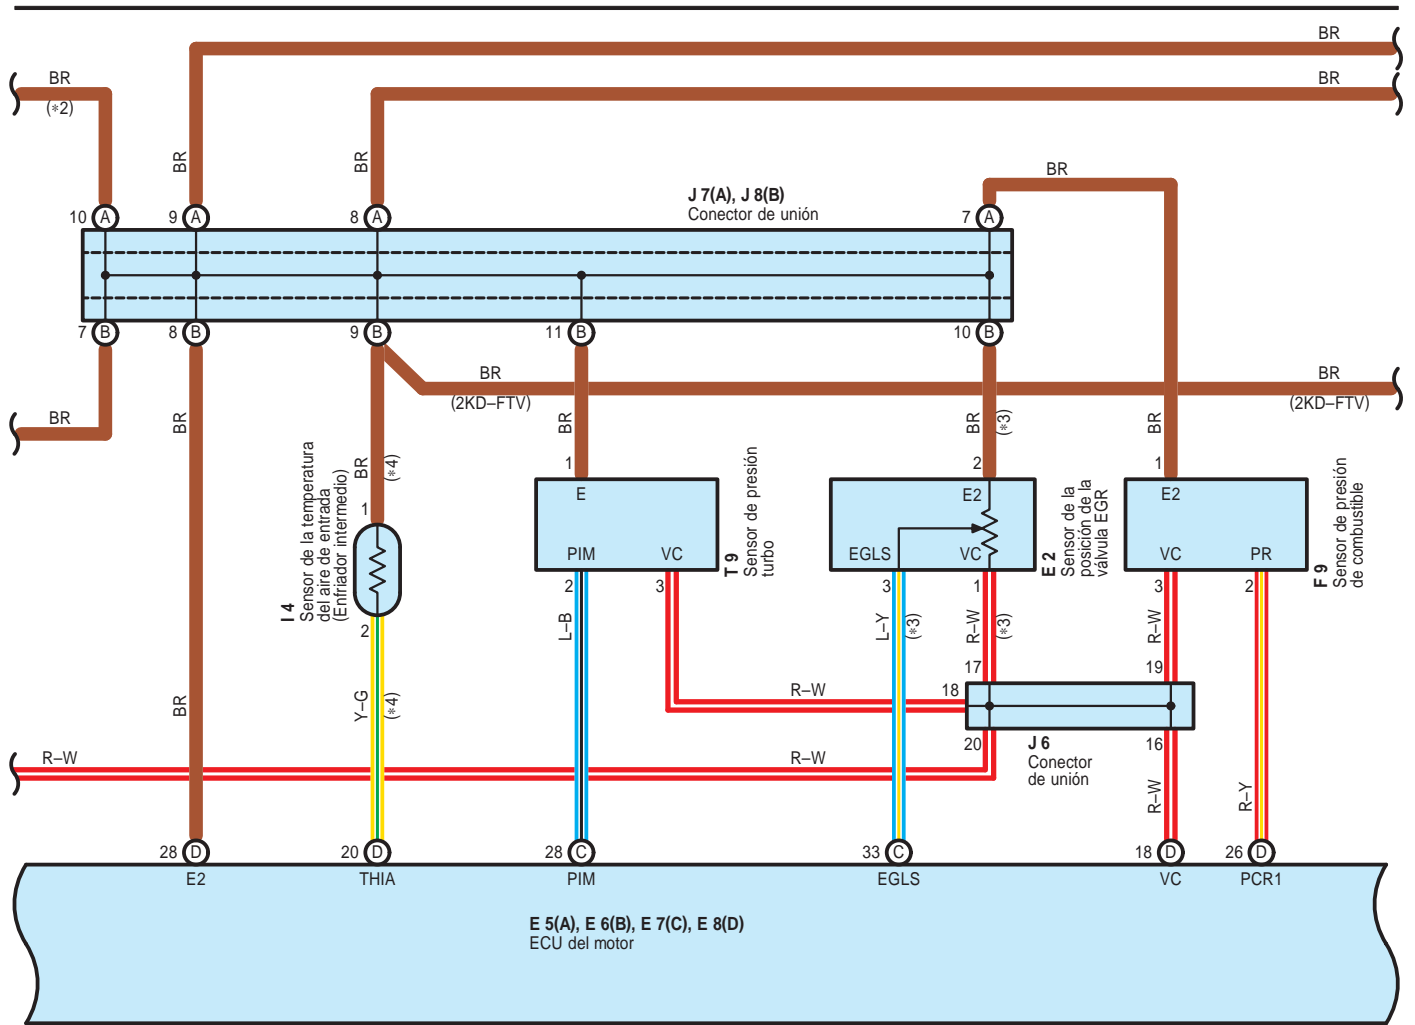 BR
BR
BR
(*2)
BR
BR
BR
J 7(A), J 8(B)
Conector de unión
10 A
9 A
8 A
7 A
7 B
8 B
9 B
11 B
10 B
BR
(2KD–FTV)
BR
(2KD–FTV)
BR
BR
BR
(*4)
BR
BR
(*3)
BR
1
I 4
Sensor de la temperatura
del aire de entrada
(Enfriador intermedio)
2
1
E
PIM
VC
2
3
T 9
Sensor de presión
turbo
2
E2
EGLS
VC
3
1
E 2
Sensor de la
posición de la
válvula EGR
1
E2
VC
PR
3
2
F 9
Sensor de presión
de combustible
Y–G
(*4)
L–B
L–Y
(*3)
R–W
(*3)
R–W
BR
17
19
18
R–W
20
16
J 6
Conector
de unión
R–W
R–W
R–W
R–Y
28 D
20 D
28 C
33 C
18 D
26 D
E2
THIA
PIM
EGLS
VC
PCR1
E 5(A), E 6(B), E 7(C), E 8(D)
ECU del motor